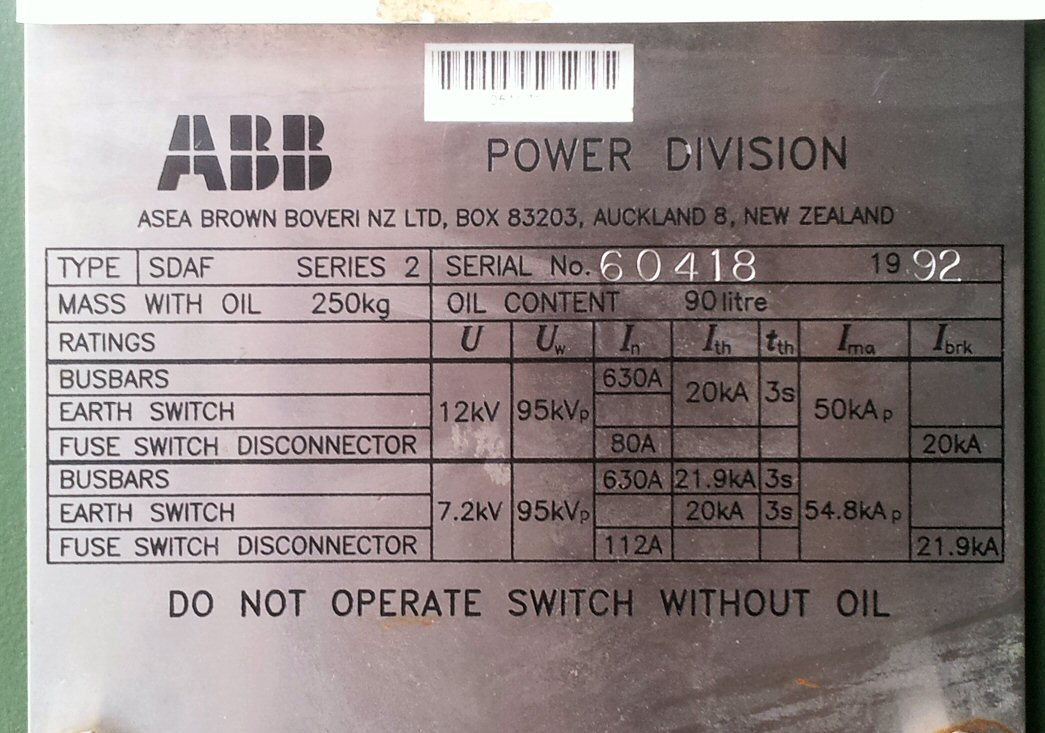 ABB
POWER DIVISION
ASEA BROWN BOVERI NZ LTD, BOX 83203, AUCKLAND 8, NEW ZEALAND
TYPE SDAF SERIES 2 SERIAL No. 60418 1992
MASS WITH OIL 250kg OIL CONTENT 90 litre
RATINGS U Uw In Ith tth Ima Ibrk
BUSBARS 630A
20kA 3s
EARTH SWITCH 12kV 95kVp 50kAp
FUSE SWITCH DISCONNECTOR 80A 20kA
BUSBARS 630A 21.9kA 3s
EARTH SWITCH 7.2kV 95kVp 20kA 3s 54.8kAp
FUSE SWITCH DISCONNECTOR 112A 21.9kA
DO NOT OPERATE SWITCH WITHOUT OIL